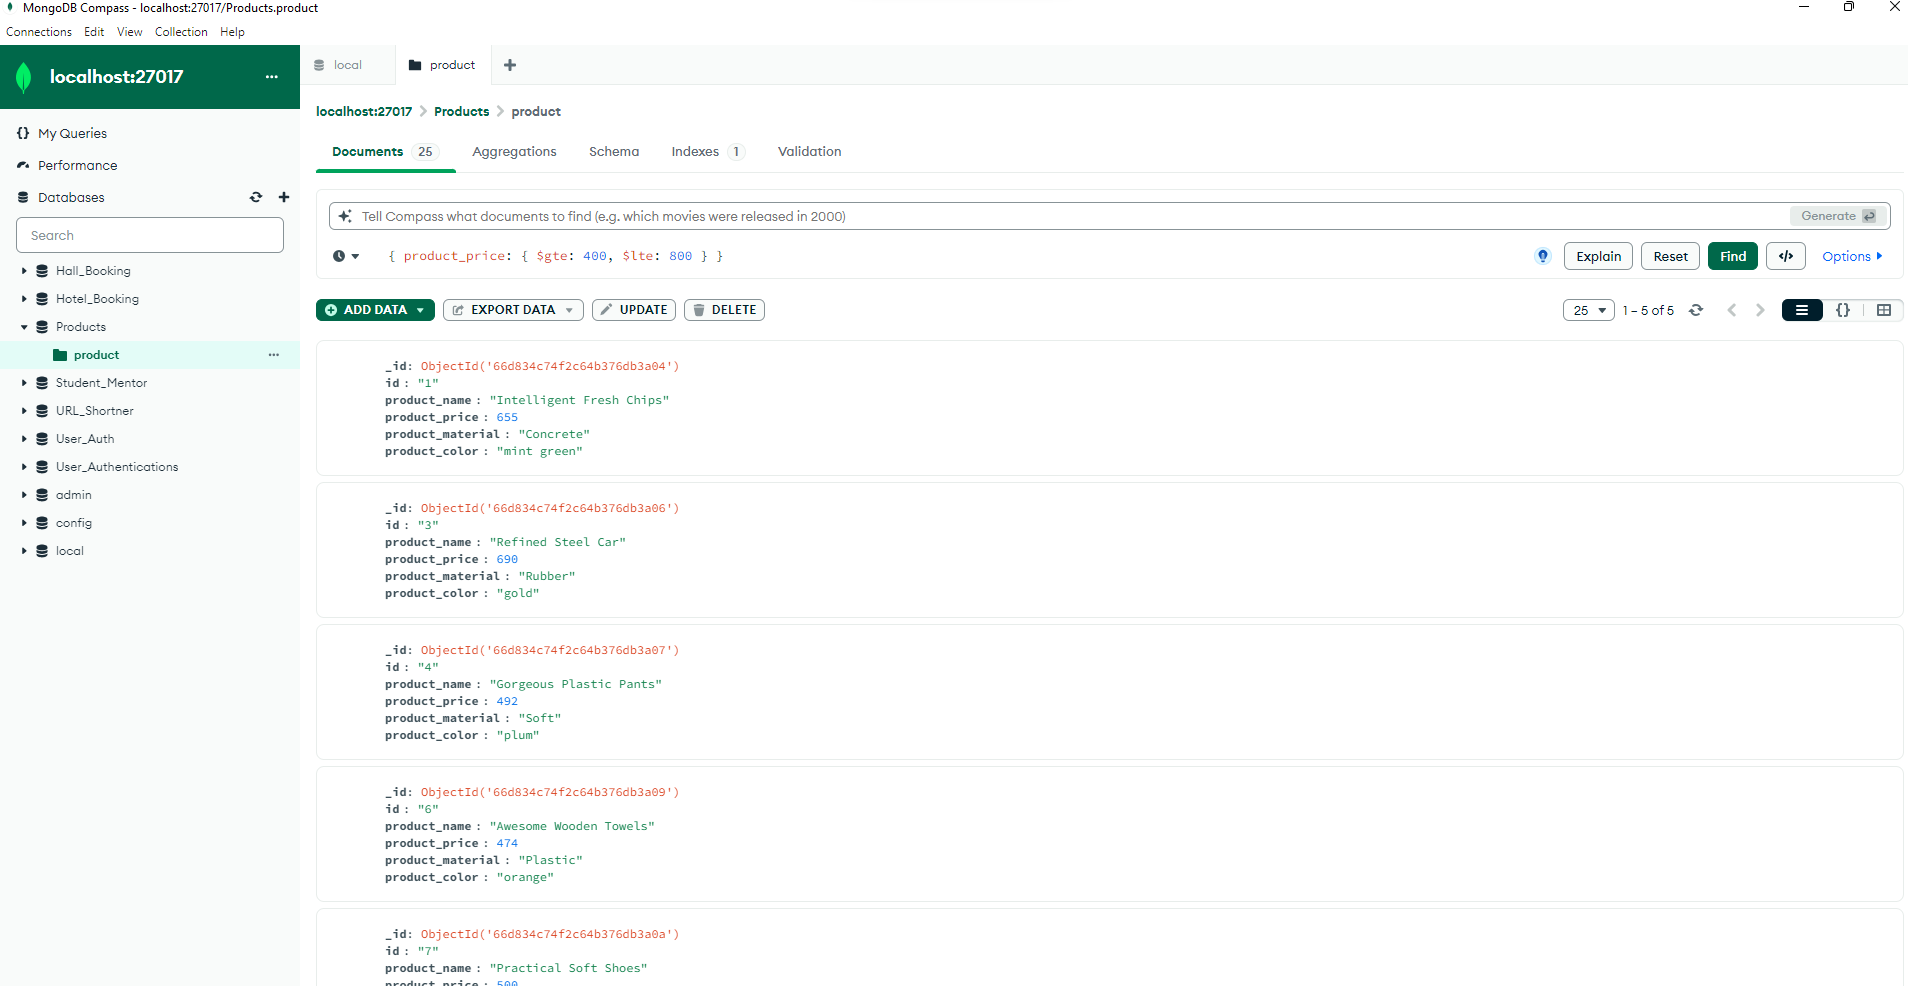 MongoDB Compass - localhost:27017/Products.product
Connections Edit View Collection Help
localhost:27017
My Queries
Performance
Databases
Search
Hall_Booking
Hotel_Booking
Products
product
Student_Mentor
URL_Shortner
User_Auth
User_Authentications
admin
config
local
local product
localhost:27017 > Products > product
Documents 25 Aggregations Schema Indexes 1 Validation
Tell Compass what documents to find (e.g. which movies were released in 2000) Generate
{ product_price: { $gte: 400, $lte: 800 } } Explain Reset Find </> Options
ADD DATA EXPORT DATA UPDATE DELETE 25 1 – 5 of 5 {}
_id: ObjectId('66d834c74f2c64b376db3a04')
id : "1"
product_name : "Intelligent Fresh Chips"
product_price : 655
product_material : "Concrete"
product_color : "mint green"
_id: ObjectId('66d834c74f2c64b376db3a06')
id : "3"
product_name : "Refined Steel Car"
product_price : 690
product_material : "Rubber"
product_color : "gold"
_id: ObjectId('66d834c74f2c64b376db3a07')
id : "4"
product_name : "Gorgeous Plastic Pants"
product_price : 492
product_material : "Soft"
product_color : "plum"
_id: ObjectId('66d834c74f2c64b376db3a09')
id : "6"
product_name : "Awesome Wooden Towels"
product_price : 474
product_material : "Plastic"
product_color : "orange"
_id: ObjectId('66d834c74f2c64b376db3a0a')
id : "7"
product_name : "Practical Soft Shoes"
product_price : 500